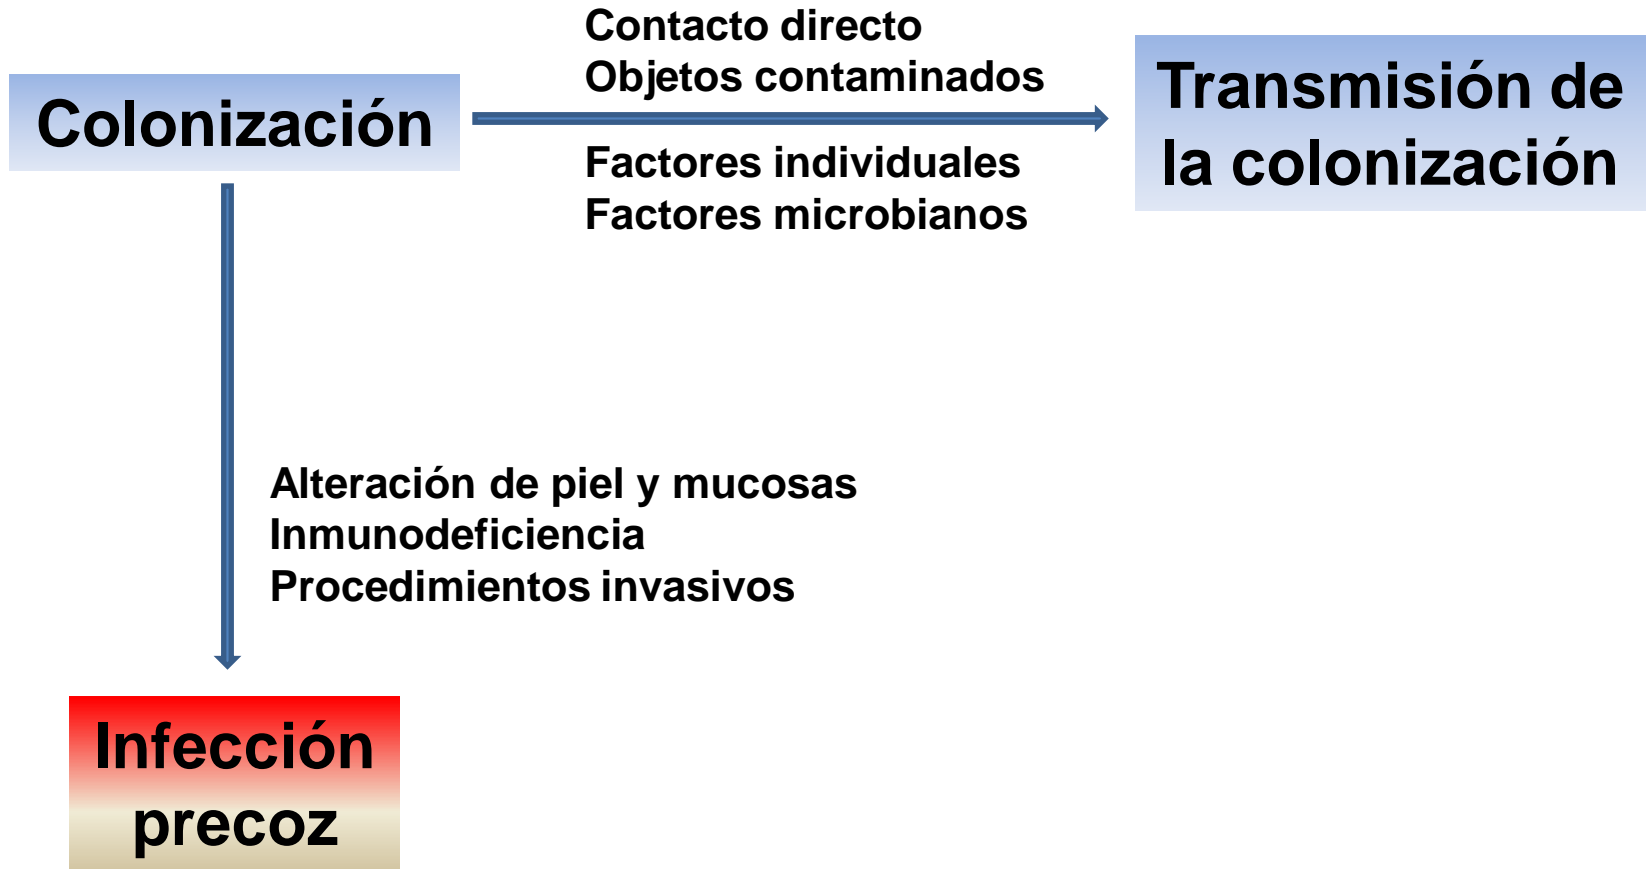 Contacto directo
Objetos contaminados
Colonización
Transmisión de
la colonización
Factores individuales
Factores microbianos
Alteración de piel y mucosas
Inmunodeficiencia
Procedimientos invasivos
Infección
precoz